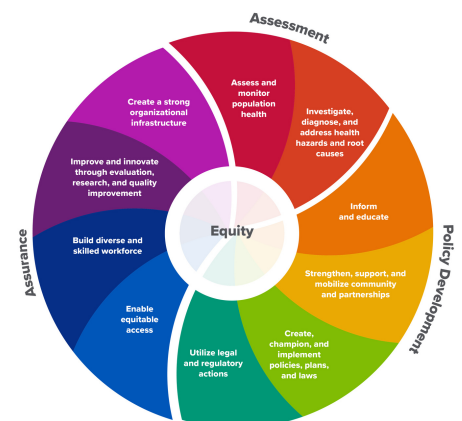 Assessment
Assess and
monitor
population
health
Investigate,
diagnose, and
address health
hazards and root
causes
Policy Development
Inform
and educate
Strengthen, support, and
mobilize community
and partnerships
Create,
champion, and
implement
policies, plans,
and laws
Utilize legal
and regulatory
actions
Assurance
Enable
equitable
access
Build diverse and
skilled workforce
Improve and innovate
through evaluation,
research, and quality
improvement
Create a strong
organizational
infrastructure
Equity